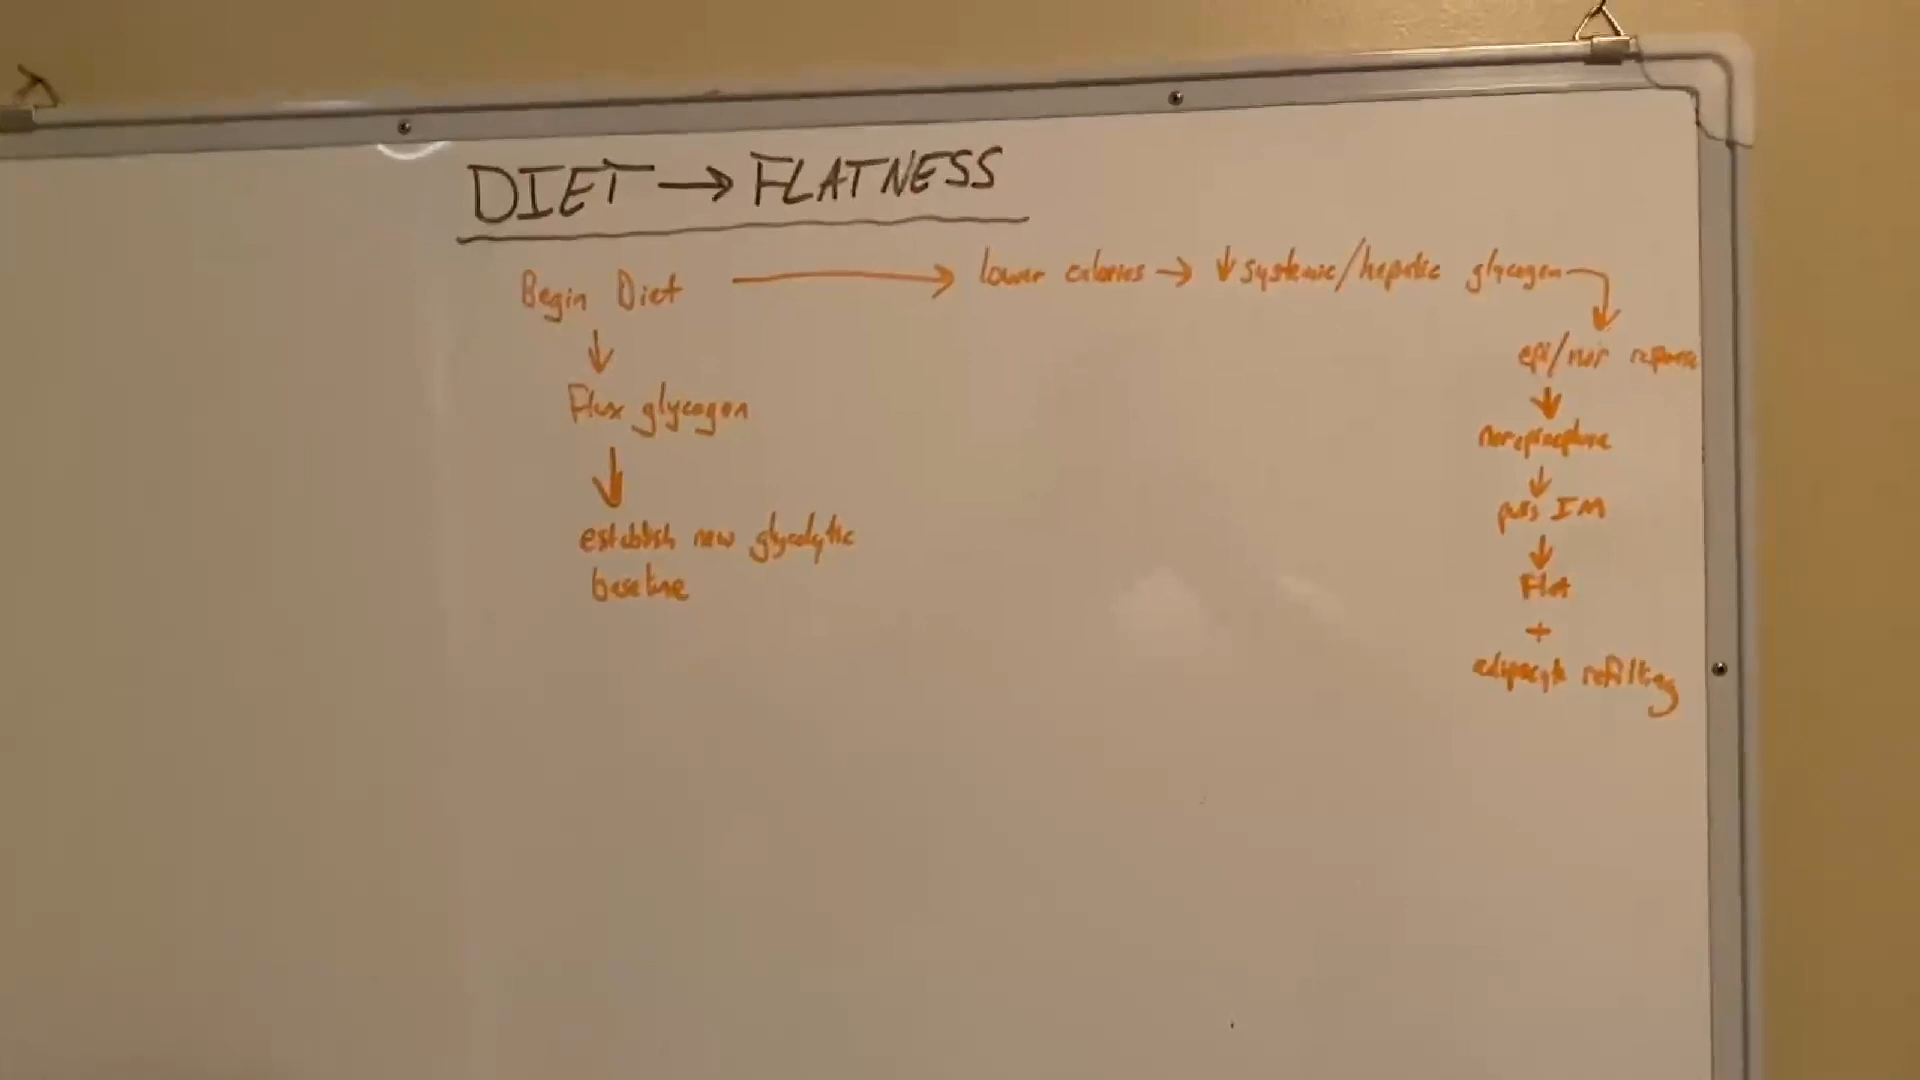 DIET → FLATNESS
Begin Diet → lower calories → ↓ systemic/hepatic glycogen
↓
Flux glycogen
↓
establish new glycolytic
baseline
epi/nor response
↓
norepinephrine
↓
pulls IM
↓
Flat
+
adipocyte refilling